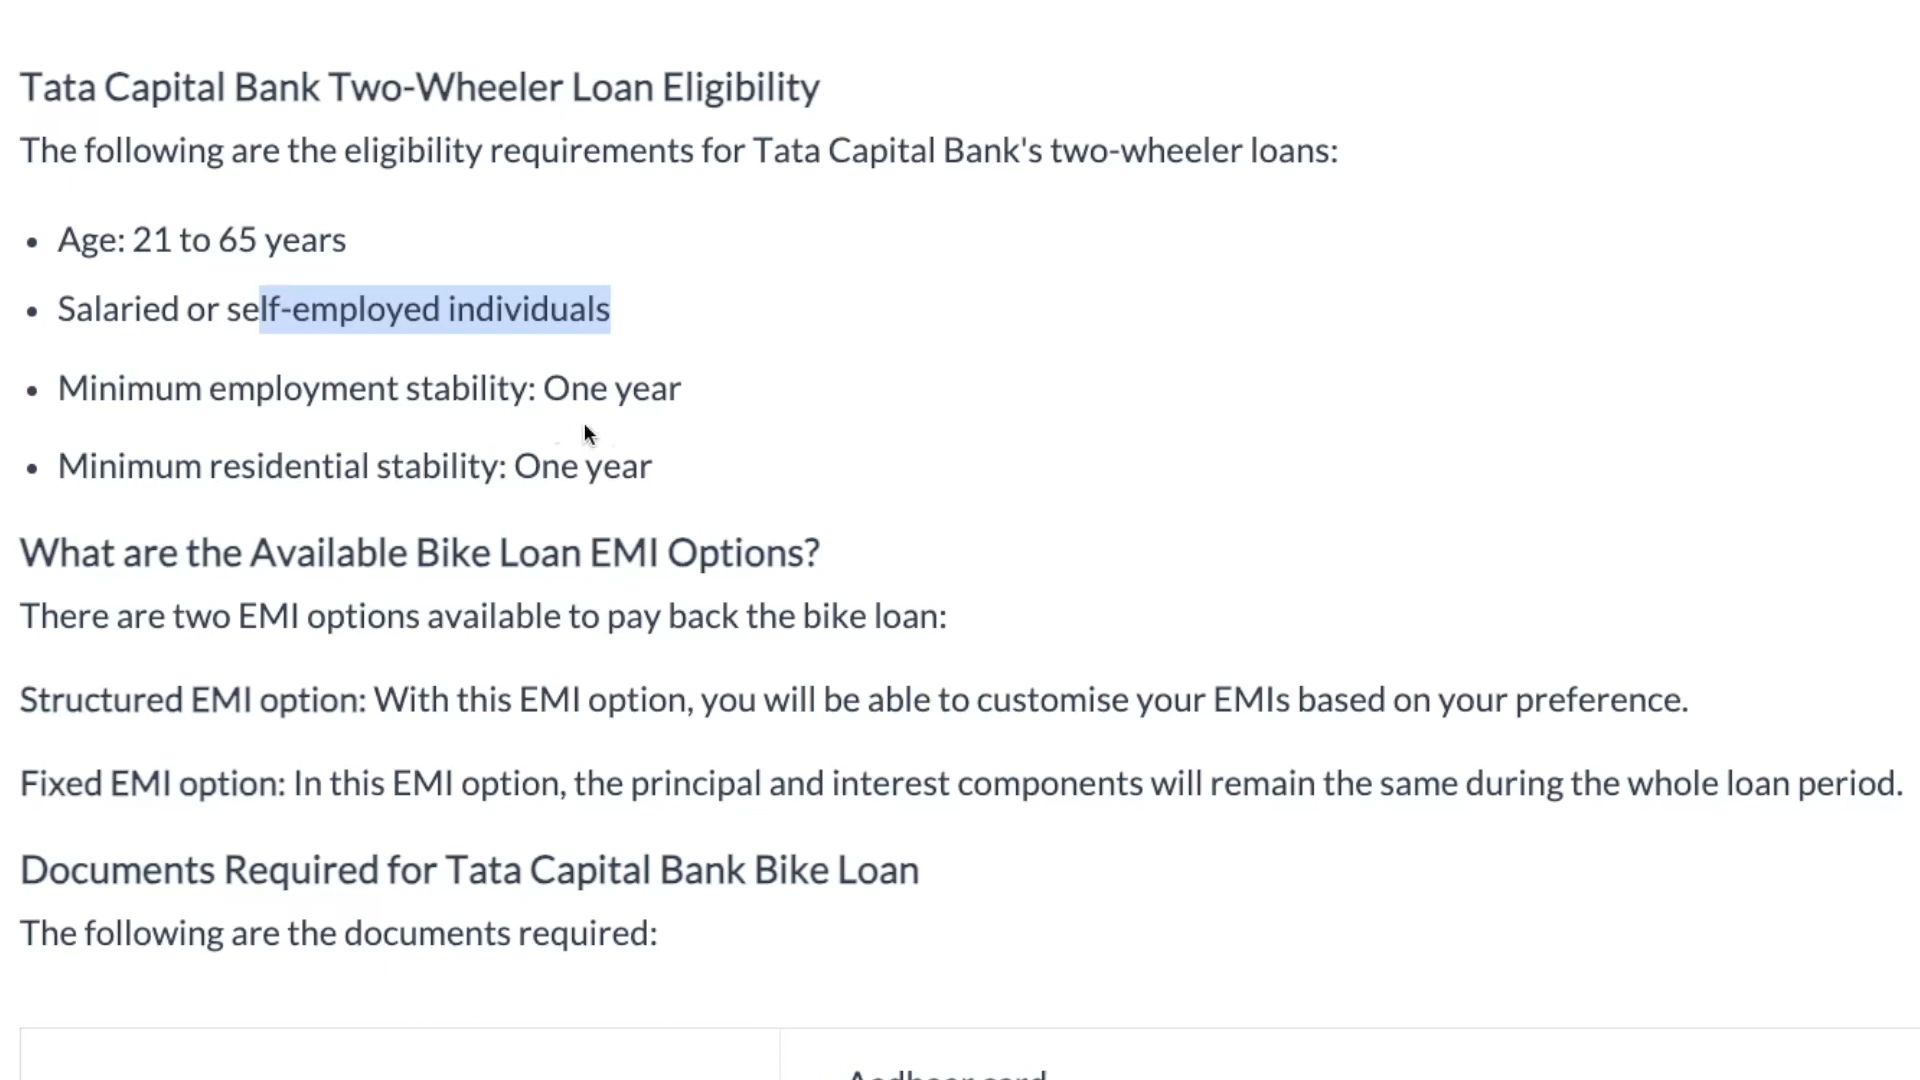 Tata Capital Bank Two-Wheeler Loan Eligibility
The following are the eligibility requirements for Tata Capital Bank's two-wheeler loans:
• Age: 21 to 65 years
• Salaried or self-employed individuals
• Minimum employment stability: One year
• Minimum residential stability: One year
What are the Available Bike Loan EMI Options?
There are two EMI options available to pay back the bike loan:
Structured EMI option: With this EMI option, you will be able to customise your EMIs based on your preference.
Fixed EMI option: In this EMI option, the principal and interest components will remain the same during the whole loan period.
Documents Required for Tata Capital Bank Bike Loan
The following are the documents required:
Aadhaar card